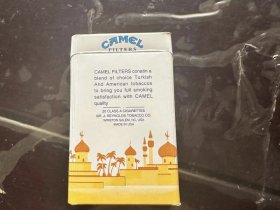 CAMEL
FILTERS
CAMEL FILTERS contain a
blend of choice Turkish
And American tobaccos
to bring you full smoking
satisfaction with CAMEL
quality
20 CLASS A CIGARETTES
MR. J. REYNOLDS TOBACCO CO.
WINSTON SALEM, NC, USA
MADE IN USA